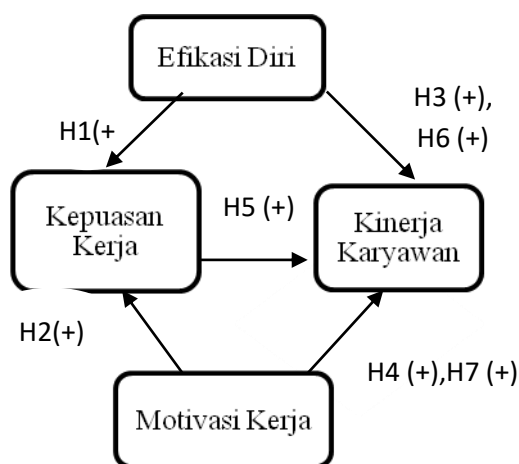 Efikasi Diri
H3 (+),
H6 (+)
H1(+
Kepuasan
Kerja
H5 (+)
Kinerja
Karyawan
H2(+)
H4 (+),H7 (+)
Motivasi Kerja